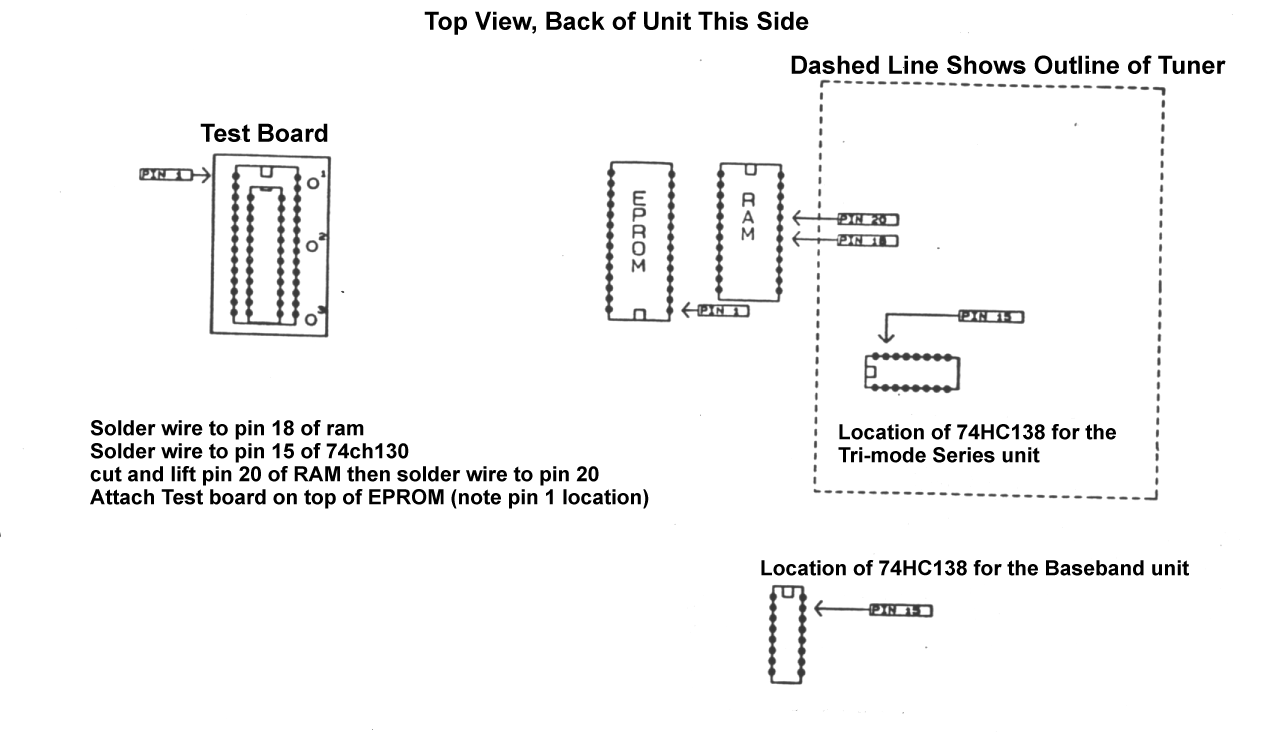 Top View, Back of Unit This Side
Dashed Line Shows Outline of Tuner
Test Board
PIN 1
1
2
3
EPROM
RAM
PIN 20
PIN 18
PIN 1
PIN 15
Location of 74HC138 for the
Tri-mode Series unit
Solder wire to pin 18 of ram
Solder wire to pin 15 of 74ch130
cut and lift pin 20 of RAM then solder wire to pin 20
Attach Test board on top of EPROM (note pin 1 location)
Location of 74HC138 for the Baseband unit
PIN 15